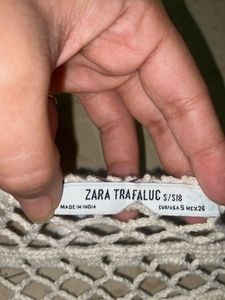 ZARA TRAFALUC S/S18
MADE IN INDIA EUR/USA S MEX 26